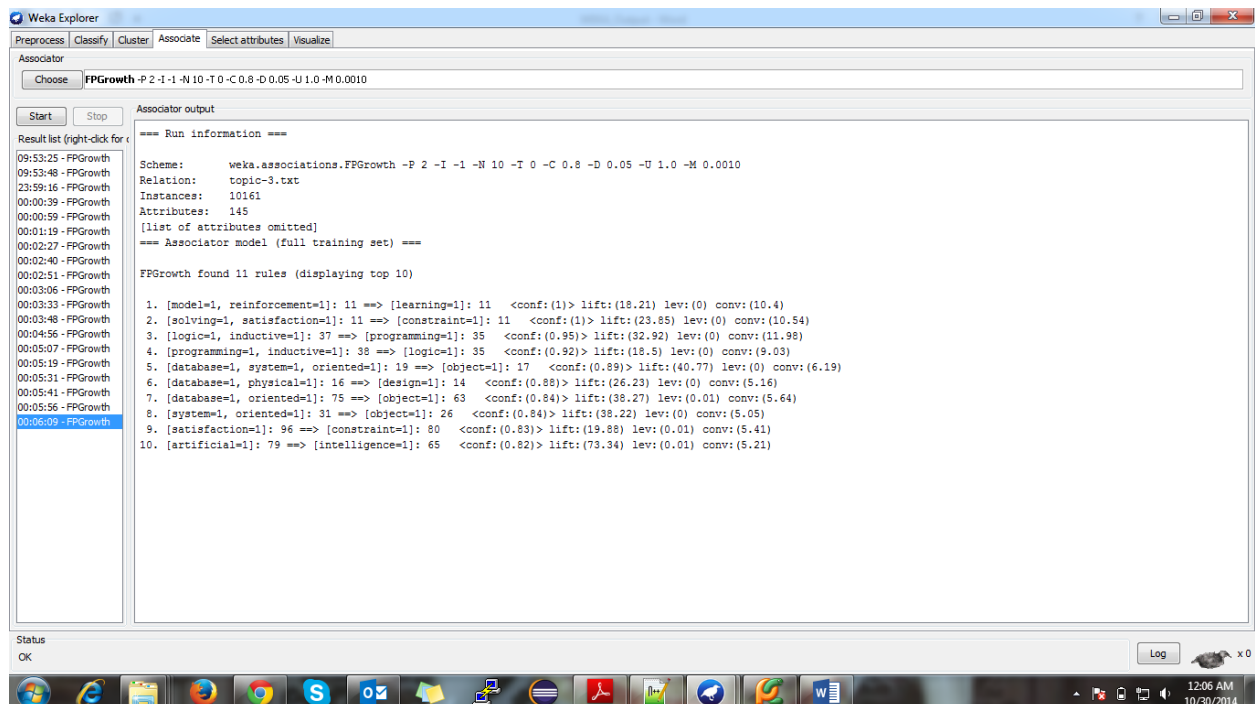 Weka Explorer
Preprocess Classify Cluster Associate Select attributes Visualize
Associator
Choose FPGrowth -P 2 -I -1 -N 10 -T 0 -C 0.8 -D 0.05 -U 1.0 -M 0.0010
Start Stop
Result list (right-click for o
09:53:25 - FPGrowth
09:53:48 - FPGrowth
23:59:16 - FPGrowth
00:00:39 - FPGrowth
00:00:59 - FPGrowth
00:01:19 - FPGrowth
00:02:27 - FPGrowth
00:02:40 - FPGrowth
00:02:51 - FPGrowth
00:03:06 - FPGrowth
00:03:33 - FPGrowth
00:03:48 - FPGrowth
00:04:56 - FPGrowth
00:05:07 - FPGrowth
00:05:19 - FPGrowth
00:05:31 - FPGrowth
00:05:41 - FPGrowth
00:05:56 - FPGrowth
00:06:09 - FPGrowth
Associator output
=== Run information ===
Scheme: weka.associations.FPGrowth -P 2 -I -1 -N 10 -T 0 -C 0.8 -D 0.05 -U 1.0 -M 0.0010
Relation: topic-3.txt
Instances: 10161
Attributes: 145
[list of attributes omitted]
=== Associator model (full training set) ===
FPGrowth found 11 rules (displaying top 10)
1. [model=1, reinforcement=1]: 11 ==> [learning=1]: 11 <conf:(1)> lift:(18.21) lev:(0) conv:(10.4)
2. [solving=1, satisfaction=1]: 11 ==> [constraint=1]: 11 <conf:(1)> lift:(23.85) lev:(0) conv:(10.54)
3. [logic=1, inductive=1]: 37 ==> [programming=1]: 35 <conf:(0.95)> lift:(32.92) lev:(0) conv:(11.98)
4. [programming=1, inductive=1]: 38 ==> [logic=1]: 35 <conf:(0.92)> lift:(18.5) lev:(0) conv:(9.03)
5. [database=1, system=1, oriented=1]: 19 ==> [object=1]: 17 <conf:(0.89)> lift:(40.77) lev:(0) conv:(6.19)
6. [database=1, physical=1]: 16 ==> [design=1]: 14 <conf:(0.88)> lift:(26.23) lev:(0) conv:(5.16)
7. [database=1, oriented=1]: 75 ==> [object=1]: 63 <conf:(0.84)> lift:(38.27) lev:(0.01) conv:(5.64)
8. [system=1, oriented=1]: 31 ==> [object=1]: 26 <conf:(0.84)> lift:(38.22) lev:(0) conv:(5.05)
9. [satisfaction=1]: 96 ==> [constraint=1]: 80 <conf:(0.83)> lift:(19.88) lev:(0.01) conv:(5.41)
10. [artificial=1]: 79 ==> [intelligence=1]: 65 <conf:(0.82)> lift:(73.34) lev:(0.01) conv:(5.21)
Status
OK
Log x 0
12:06 AM
10/30/2014